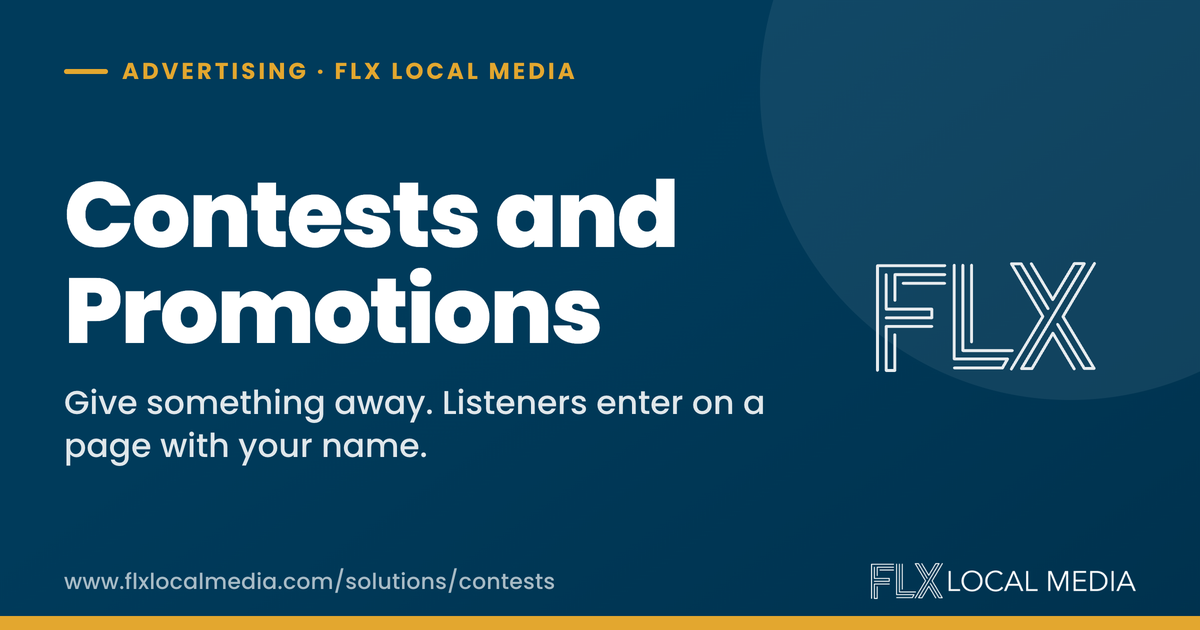 ADVERTISING · FLX LOCAL MEDIA
Contests and
Promotions
FLX
Give something away. Listeners enter on a
page with your name.
www.flxlocalmedia.com/solutions/contests
FLX LOCAL MEDIA